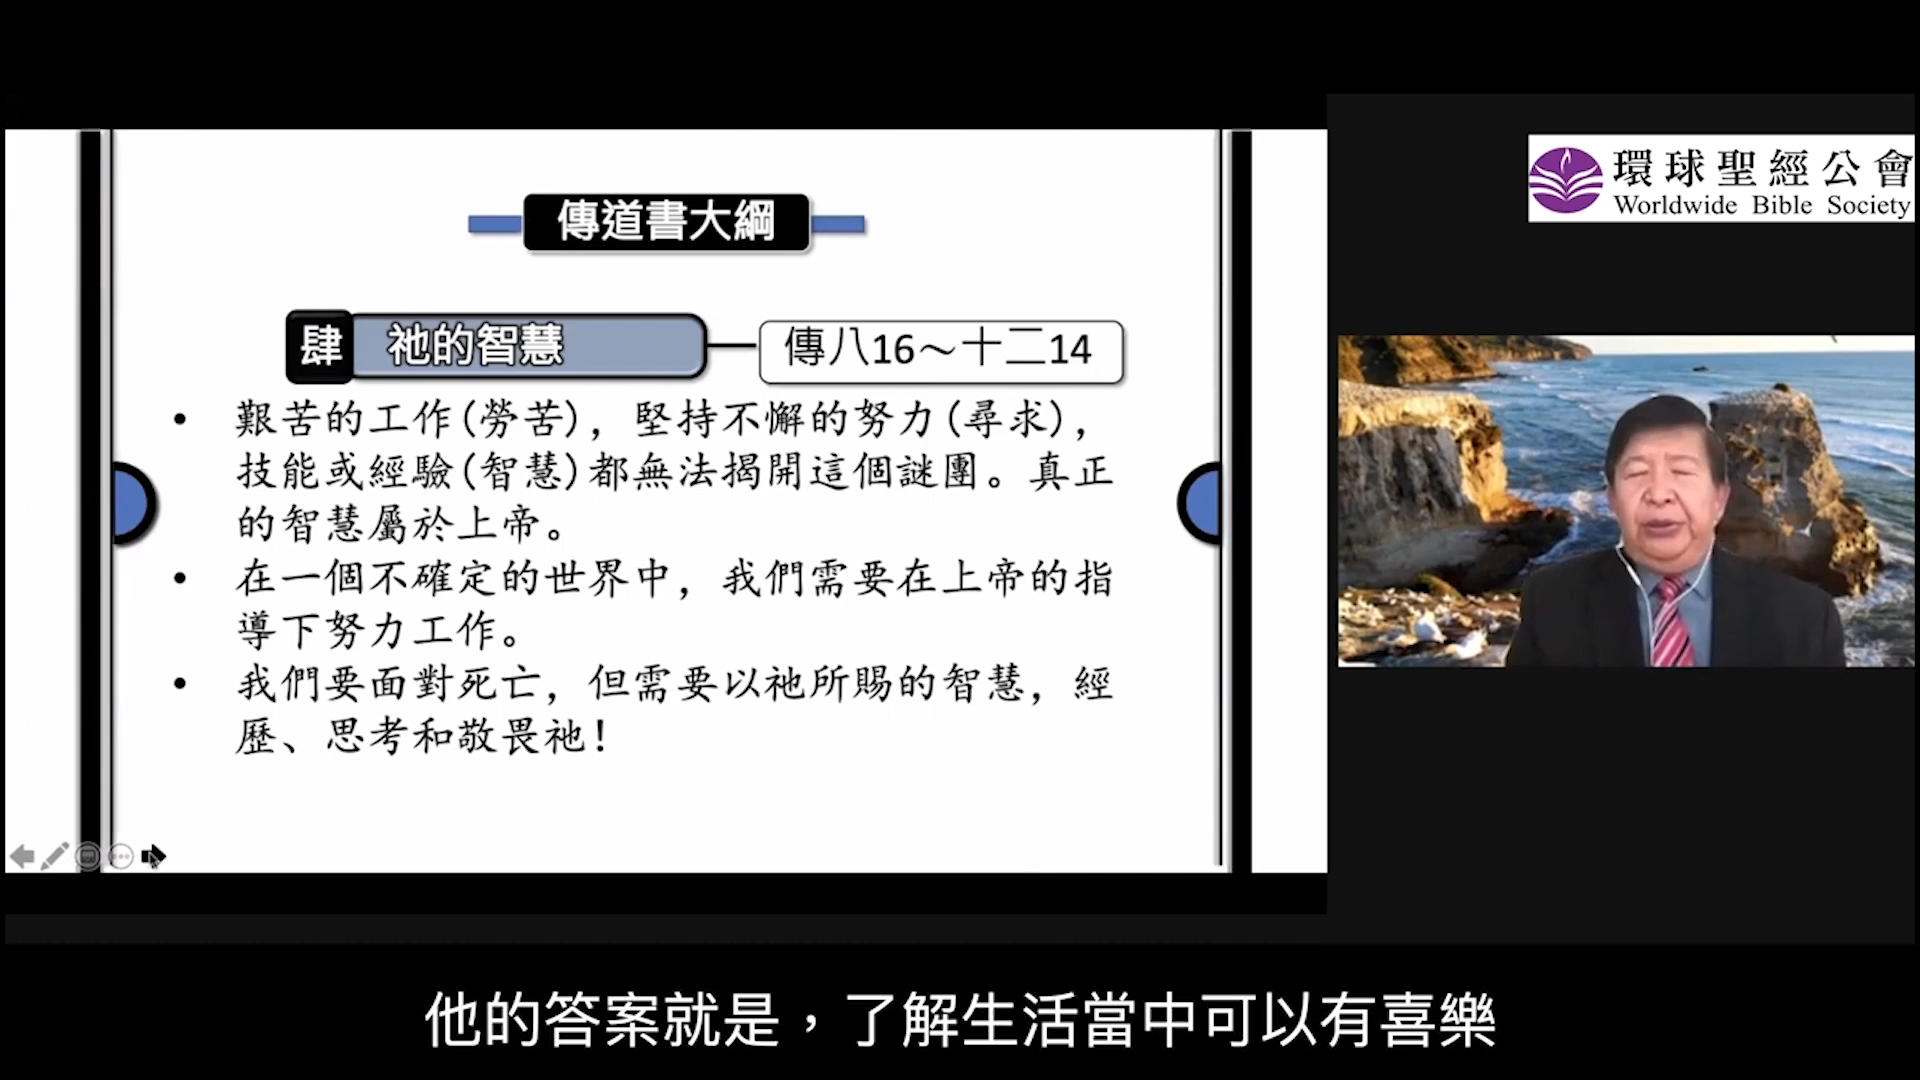 傳道書大綱
肆 祂的智慧 傳八16～十二14
• 艱苦的工作(勞苦)，堅持不懈的努力(尋求)，
技能或經驗(智慧)都無法揭開這個謎團。真正
的智慧屬於上帝。
• 在一個不確定的世界中，我們需要在上帝的指
導下努力工作。
• 我們要面對死亡，但需要以祂所賜的智慧，經
歷、思考和敬畏祂！
環球聖經公會
Worldwide Bible Society
他的答案就是，了解生活當中可以有喜樂